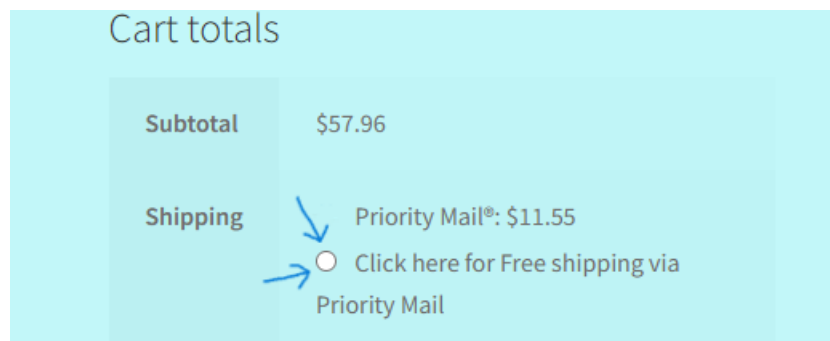 Cart totals
Subtotal $57.96
Shipping Priority Mail®: $11.55
Click here for Free shipping via
Priority Mail